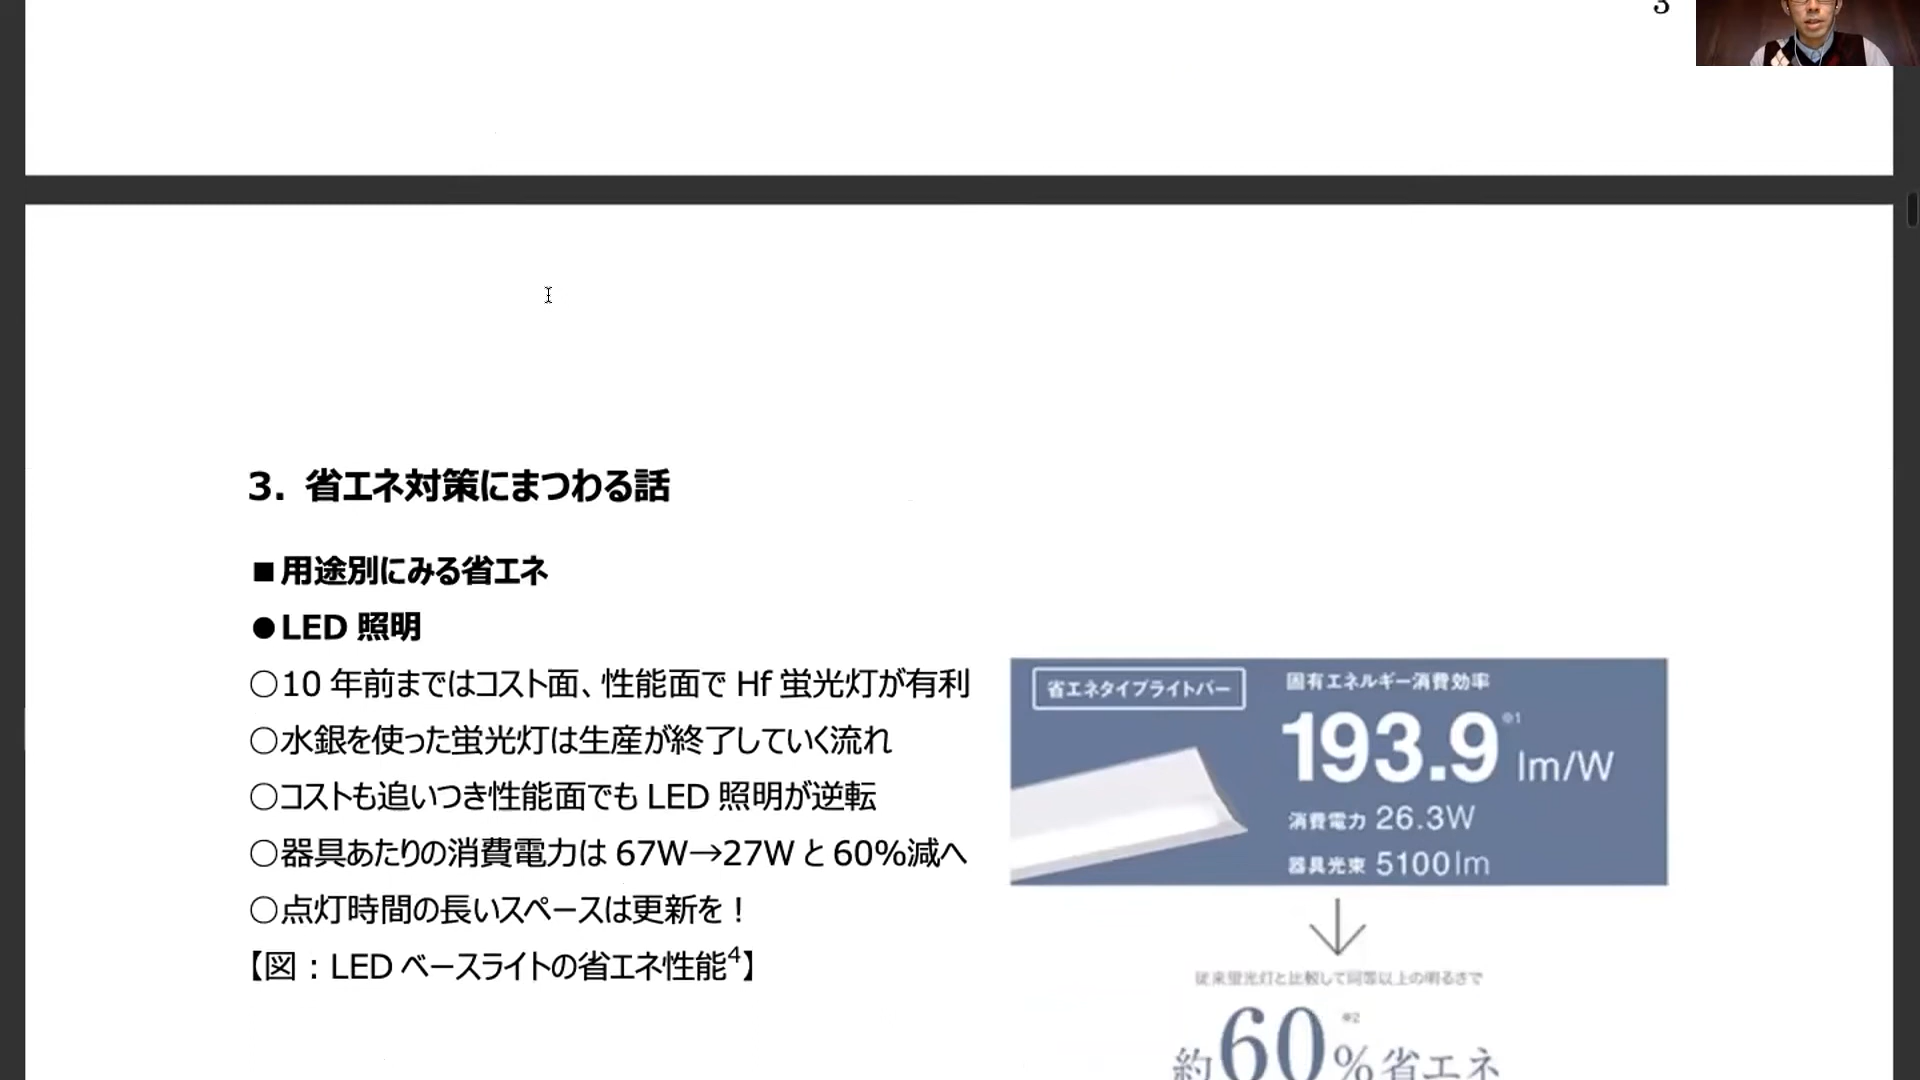 3
3. 省エネ対策にまつわる話
■用途別にみる省エネ
●LED 照明
○10 年前まではコスト面、性能面で Hf 蛍光灯が有利
○水銀を使った蛍光灯は生産が終了していく流れ
○コストも追いつき性能面でも LED 照明が逆転
○器具あたりの消費電力は 67W→27W と 60%減へ
○点灯時間の長いスペースは更新を！
【図：LED ベースライトの省エネ性能4】
省エネタイプライトバー
固有エネルギー消費効率
193.9※1 lm/W
消費電力 26.3W
器具光束 5100lm
従来蛍光灯と比較して同等以上の明るさで
約60※2%省エネ